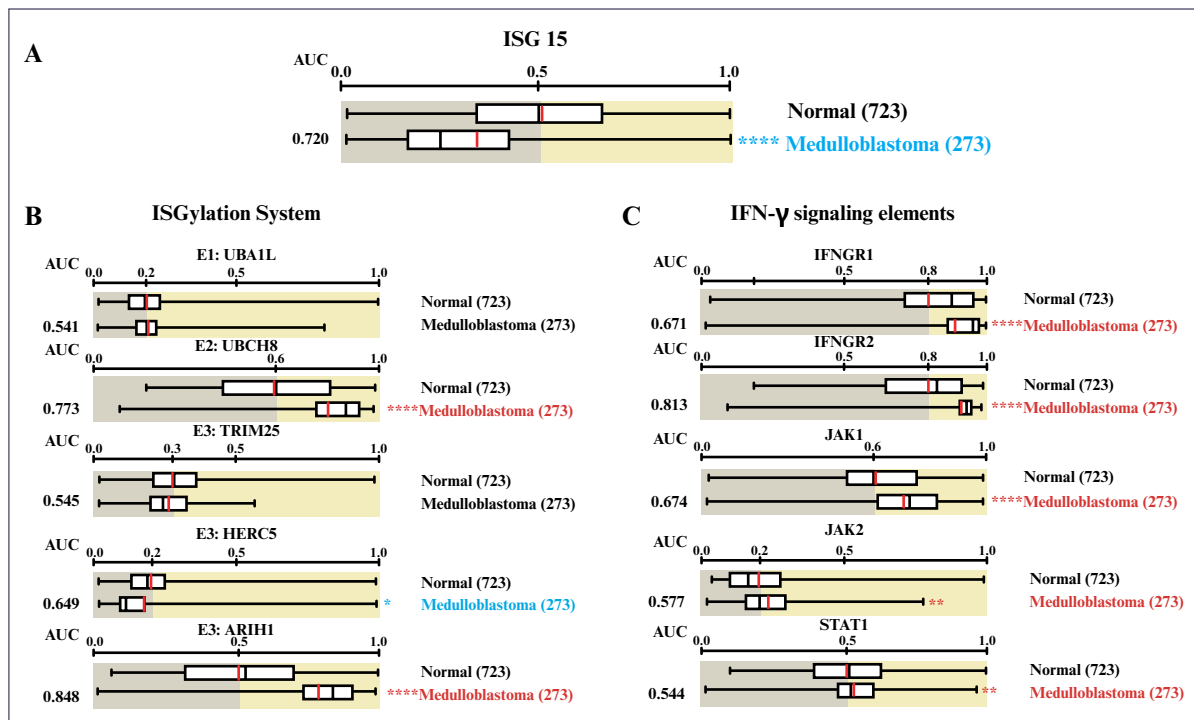 A
ISG 15
AUC
0.0 0.5 1.0
Normal (723)
0.720
**** Medulloblastoma (273)
B
ISGylation System
E1: UBA1L
AUC
0.0 0.2 0.5 1.0
Normal (723)
0.541
Medulloblastoma (273)
E2: UBCH8
AUC
0.6
Normal (723)
0.773
****Medulloblastoma (273)
E3: TRIM25
AUC
0.0 0.3 0.5 1.0
Normal (723)
0.545
Medulloblastoma (273)
E3: HERC5
AUC
0.0 0.2 0.5 1.0
Normal (723)
0.649
* Medulloblastoma (273)
E3: ARIH1
AUC
0.0 0.5 1.0
Normal (723)
0.848
****Medulloblastoma (273)
C
IFN-γ signaling elements
IFNGR1
AUC
0.0 0.5 0.8 1.0
Normal (723)
0.671
****Medulloblastoma (273)
IFNGR2
AUC
0.0 0.5 0.8 1.0
Normal (723)
0.813
****Medulloblastoma (273)
JAK1
AUC
0.0 0.6 1.0
Normal (723)
0.674
****Medulloblastoma (273)
JAK2
AUC
0.0 0.2 0.5 1.0
Normal (723)
0.577
** Medulloblastoma (273)
STAT1
AUC
0.0 0.5 1.0
Normal (723)
0.544
** Medulloblastoma (273)